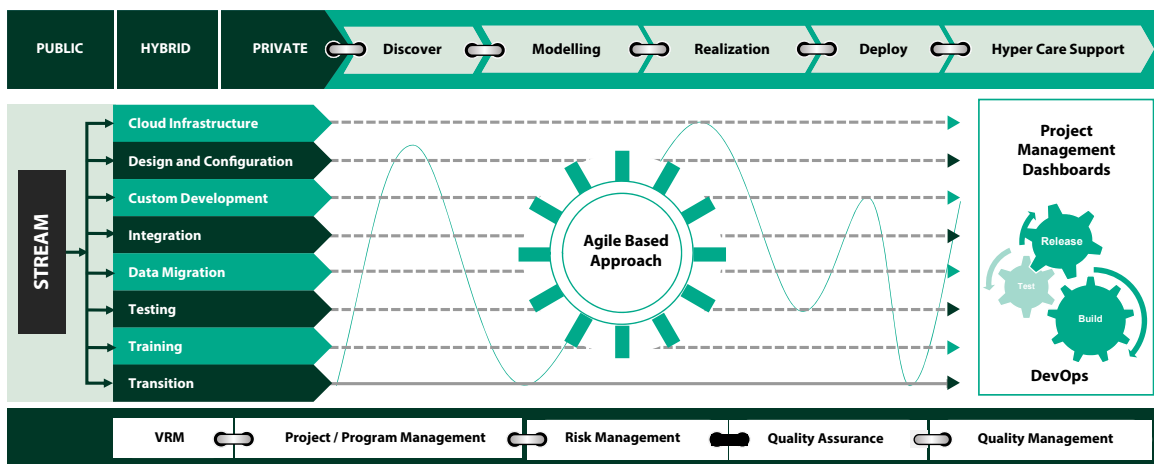 PUBLIC
HYBRID
PRIVATE
Discover
Modelling
Realization
Deploy
Hyper Care Support
STREAM
Cloud Infrastructure
Design and Configuration
Custom Development
Integration
Data Migration
Testing
Training
Transition
Agile Based
Approach
Project
Management
Dashboards
Release
Test
Build
DevOps
VRM
Project / Program Management
Risk Management
Quality Assurance
Quality Management